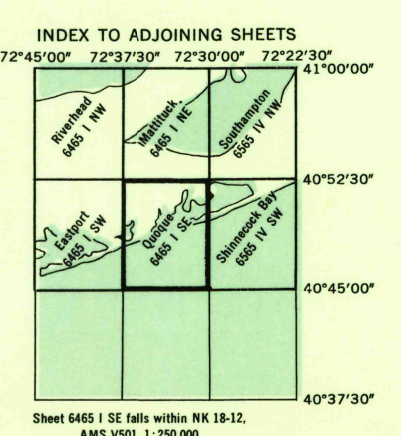 INDEX TO ADJOINING SHEETS
72°45'00" 72°37'30" 72°30'00" 72°22'30"
41°00'00"
Riverhead
6465 I NW
Mattituck
6465 I NE
Southampton
6565 IV NW
40°52'30"
Eastport
6465 I SW
Quogue
6465 I SE
Shinnecock Bay
6565 IV SW
40°45'00"
40°37'30"
Sheet 6465 I SE falls within NK 18-12,
AMS V501, 1:250,000